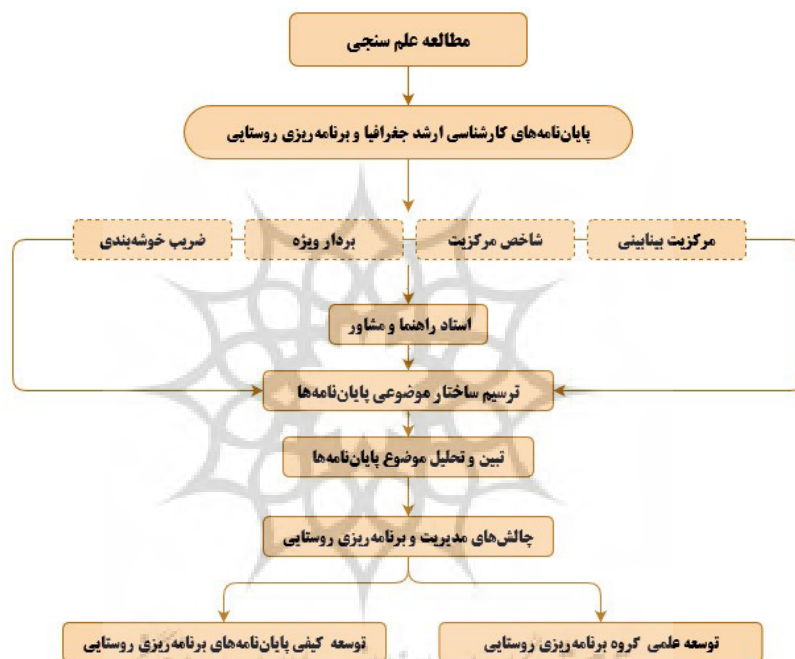 مطالعه علم سنجی
پایان‌نامه‌های کارشناسی ارشد جغرافیا و برنامه‌ریزی روستایی
مرکزیت بینابینی
شاخص مرکزیت
بردار ویژه
ضریب خوشه‌بندی
استاد راهنما و مشاور
ترسیم ساختار موضوعی پایان‌نامه‌ها
تبین و تحلیل موضوع پایان‌نامه‌ها
چالش‌های مدیریت و برنامه‌ریزی روستایی
توسعه علمی گروه برنامه‌ریزی روستایی
توسعه کیفی پایان‌نامه‌های برنامه‌ریزی روستایی